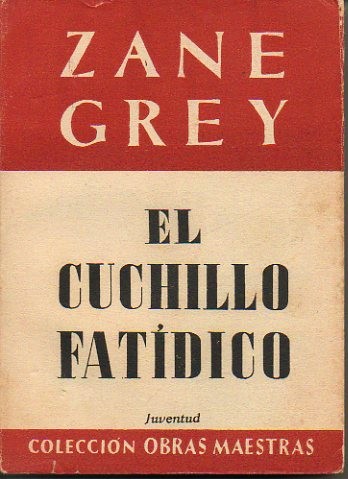 ZANE
GREY
EL
CUCHILLO
FATÍDICO
Juventud
COLECCIÓN OBRAS MAESTRAS